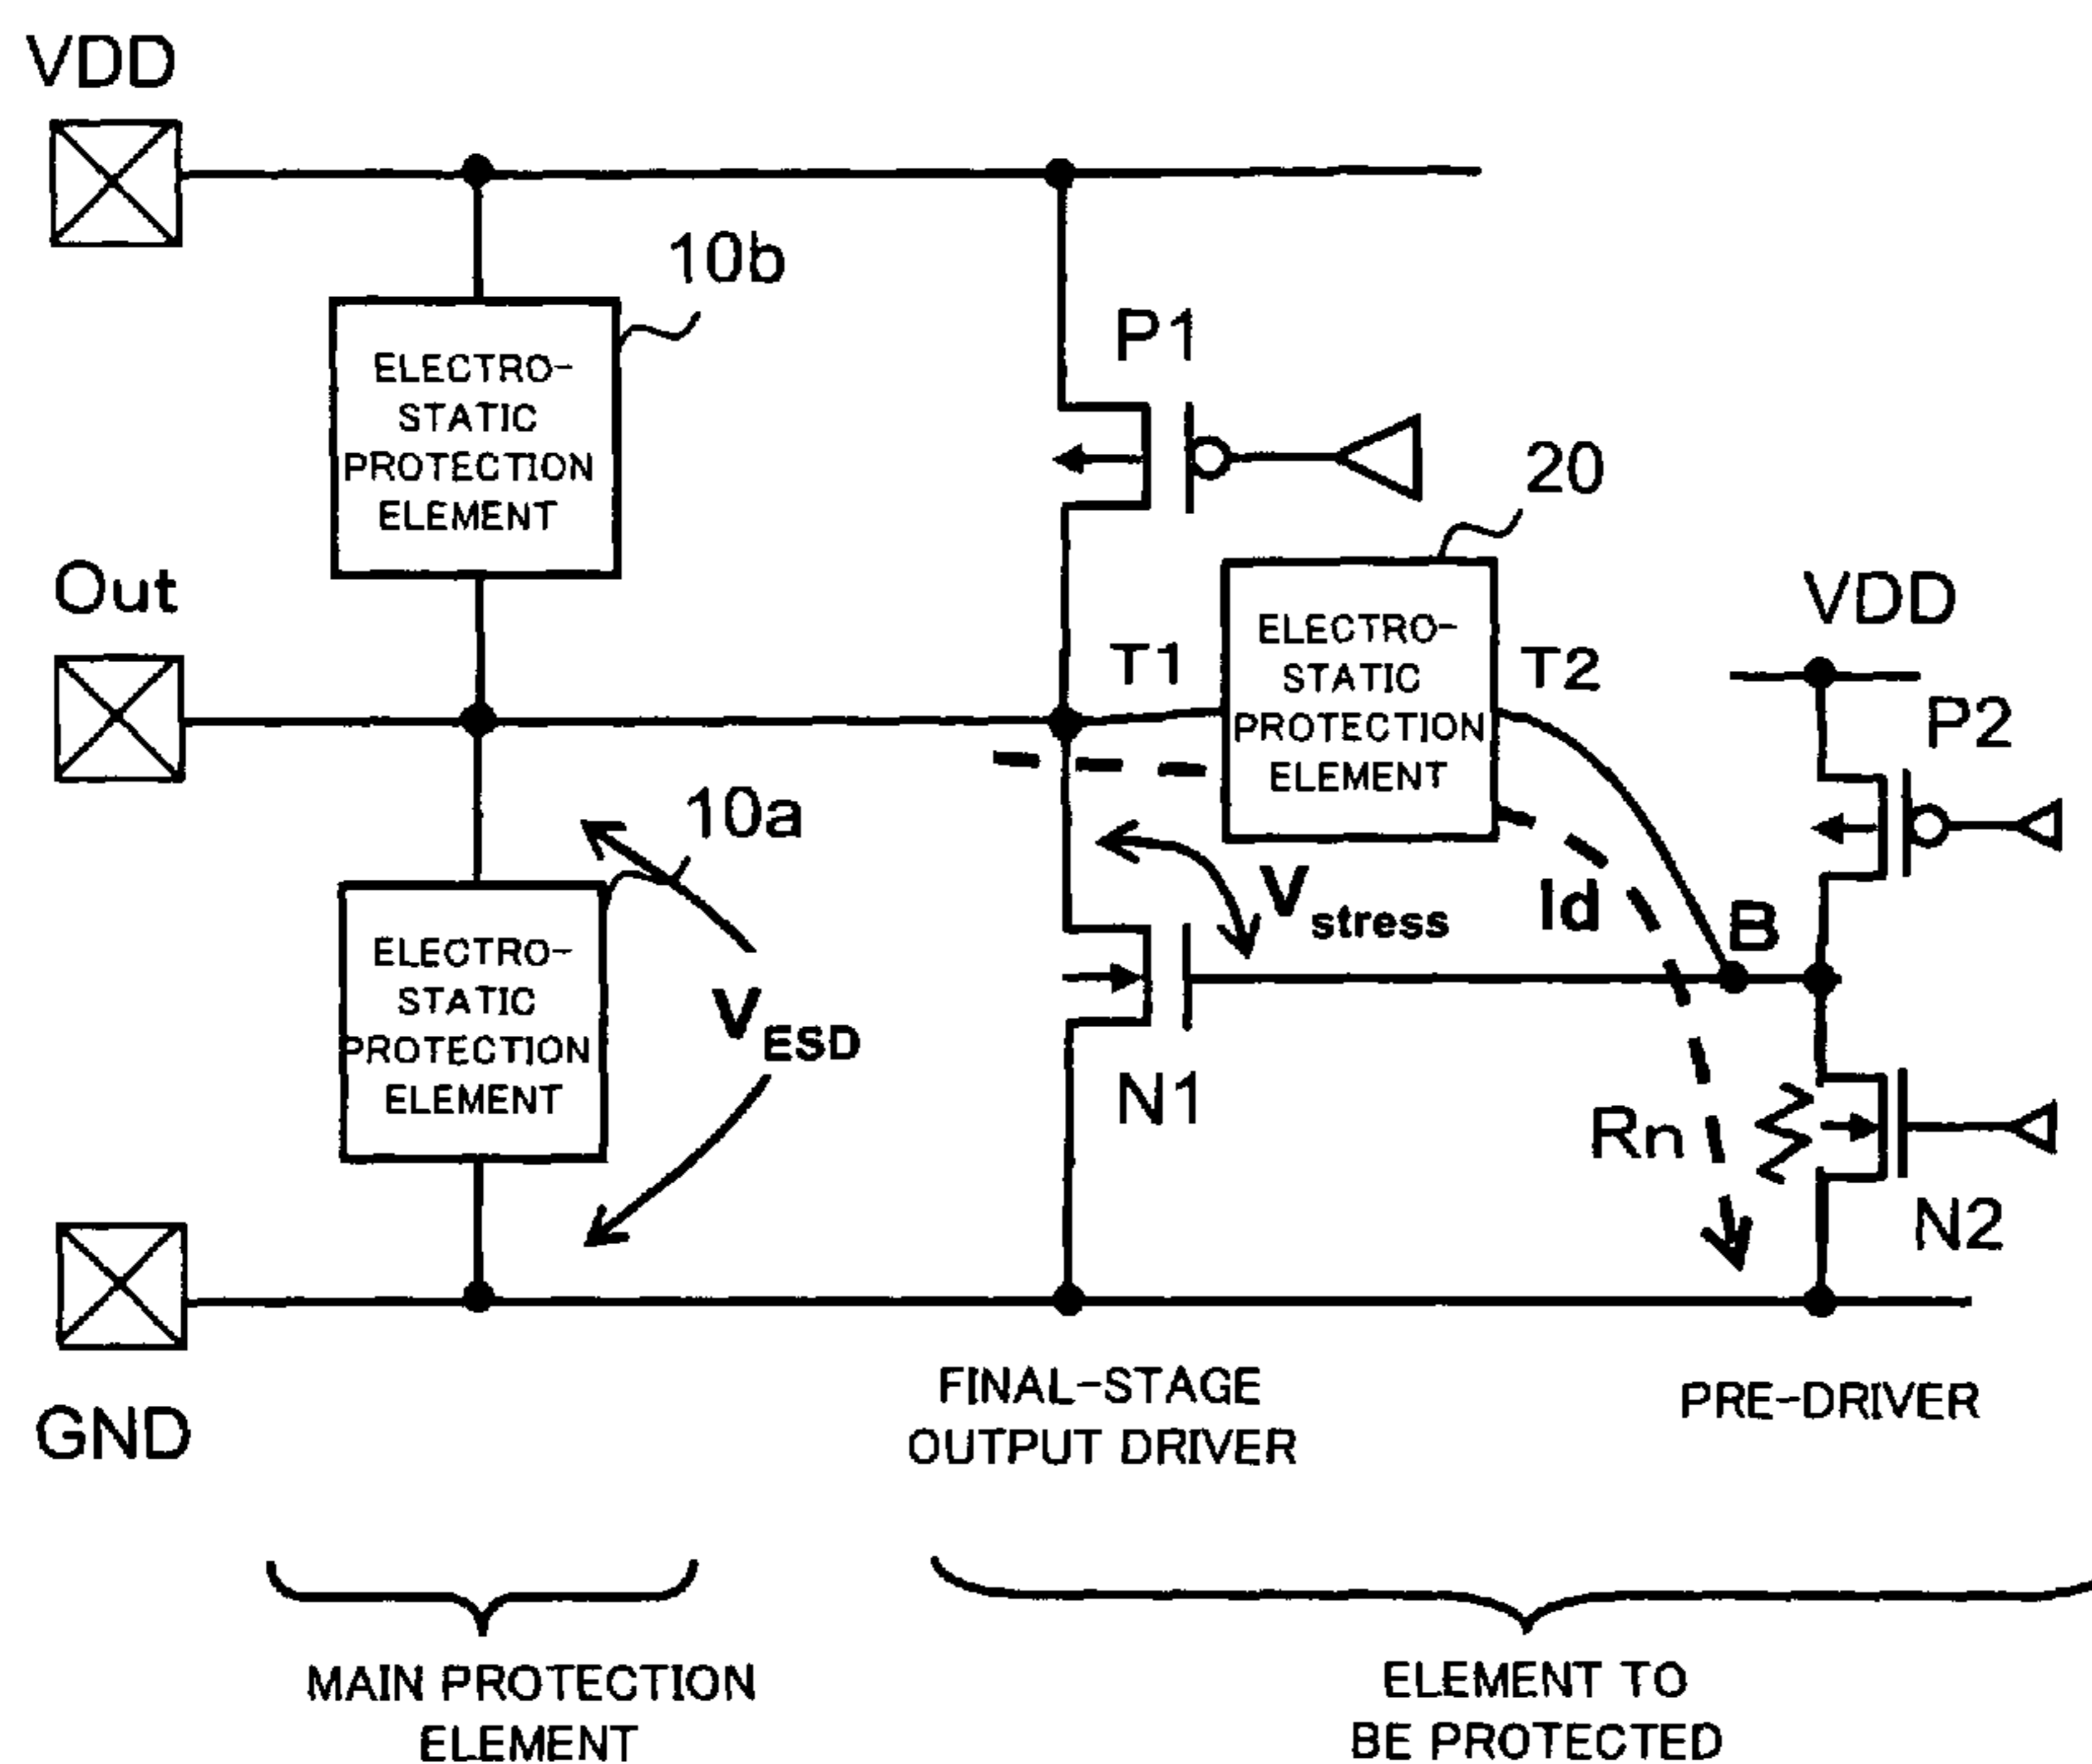 VDD
10b
ELECTRO-
STATIC
PROTECTION
ELEMENT
P1
20
Out
T1
ELECTRO-
STATIC
PROTECTION
ELEMENT
T2
VDD
P2
10a
Vstress
Id
B
ELECTRO-
STATIC
PROTECTION
ELEMENT
VESD
N1
Rn
N2
GND
FINAL-STAGE
OUTPUT DRIVER
PRE-DRIVER
MAIN PROTECTION
ELEMENT
ELEMENT TO
BE PROTECTED